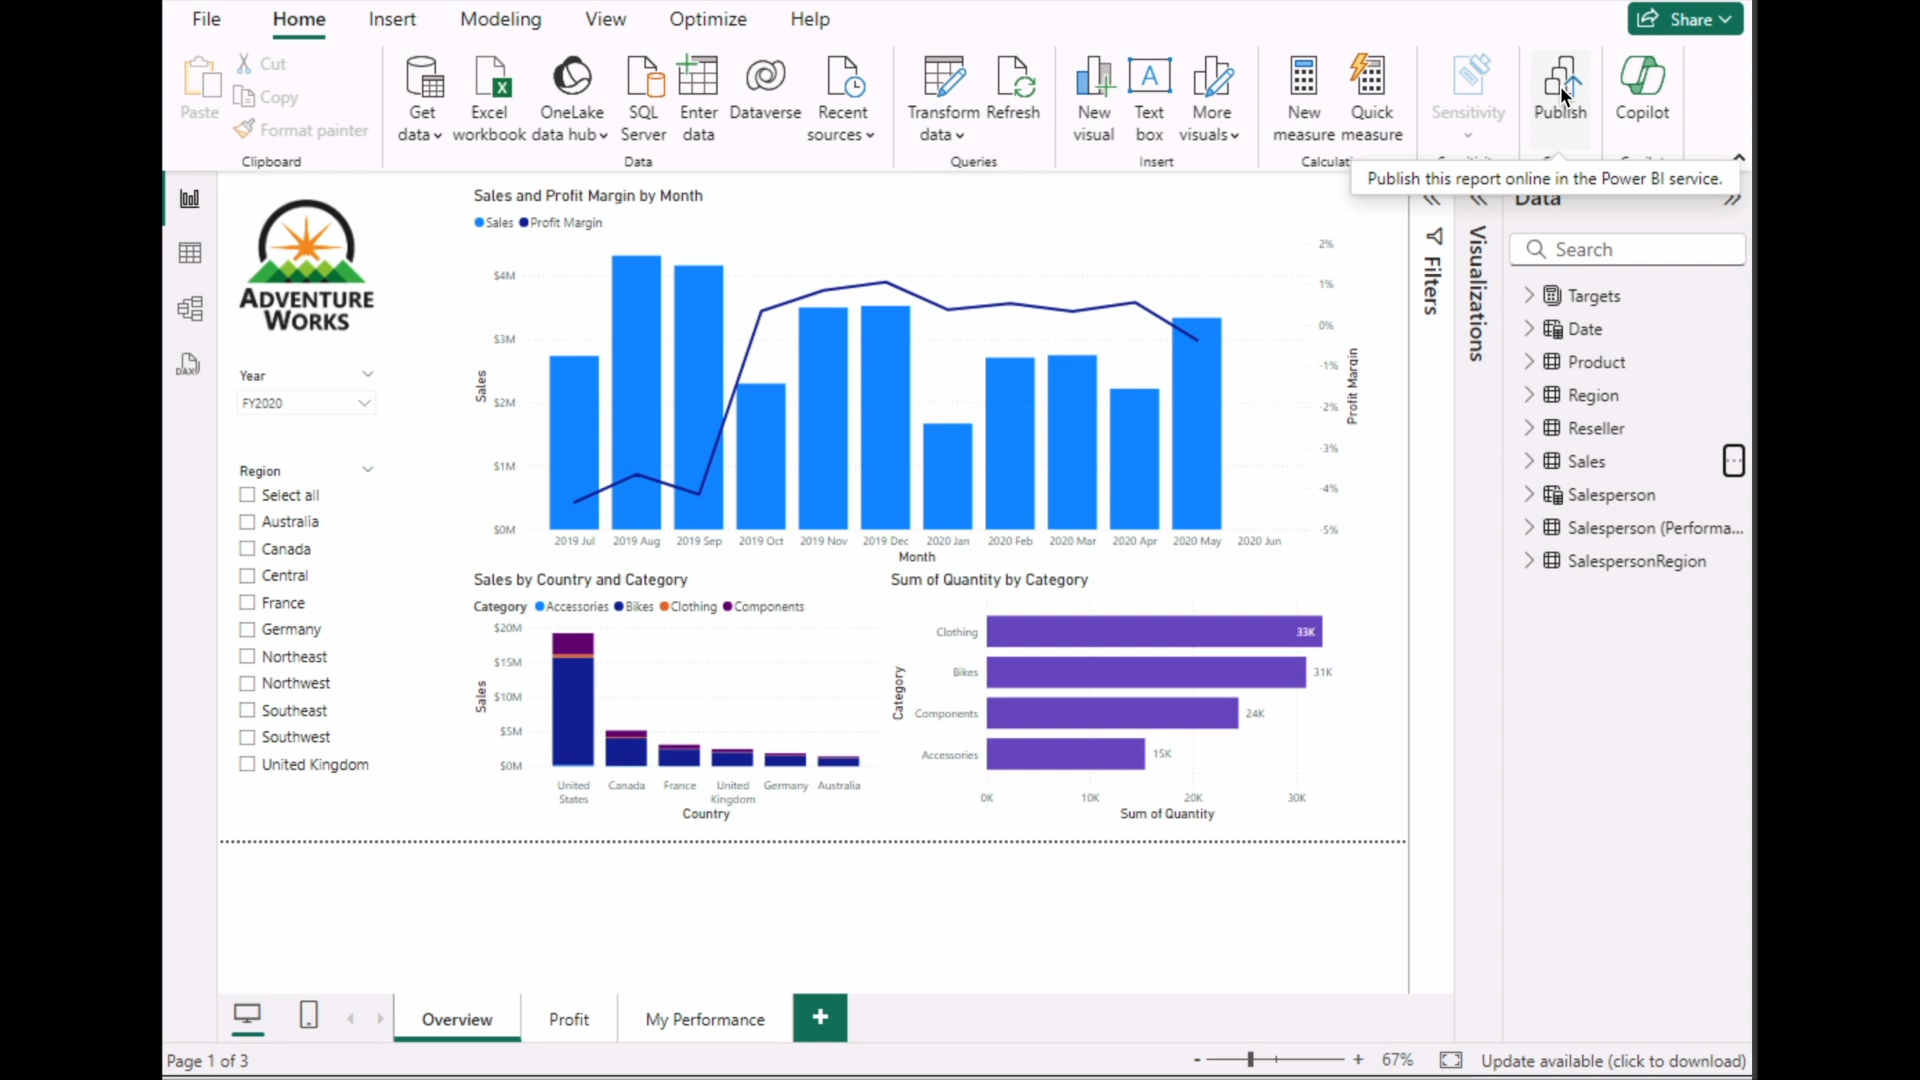 File Home Insert Modeling View Optimize Help Share
Cut
Copy
Format painter
Paste
Clipboard
Get data
Excel workbook
OneLake data hub
SQL Server
Enter data
Dataverse
Recent sources
Data
Transform data
Refresh
Queries
New visual
Text box
More visuals
Insert
New measure
Quick measure
Sensitivity
Publish
Copilot
Publish this report online in the Power BI service.
ADVENTURE
WORKS
Year
FY2020
Region
Select all
Australia
Canada
Central
France
Germany
Northeast
Northwest
Southeast
Southwest
United Kingdom
Sales and Profit Margin by Month
Sales Profit Margin
Sales
$4M
$3M
$2M
$1M
$0M
2%
1%
0%
-1%
-2%
-3%
-4%
-5%
Profit Margin
2019 Jul 2019 Aug 2019 Sep 2019 Oct 2019 Nov 2019 Dec 2020 Jan 2020 Feb 2020 Mar 2020 Apr 2020 May 2020 Jun
Month
Sales by Country and Category
Category Accessories Bikes Clothing Components
Sales
$20M
$15M
$10M
$5M
$0M
United States
Canada
France
United Kingdom
Germany
Australia
Country
Sum of Quantity by Category
Category
Clothing 33K
Bikes 31K
Components 24K
Accessories 15K
0K 10K 20K 30K
Sum of Quantity
Filters
Visualizations
Data
Search
Targets
Date
Product
Region
Reseller
Sales
Salesperson
Salesperson (Performa...
SalespersonRegion
Overview Profit My Performance +
Page 1 of 3
- + 67% Update available (click to download)